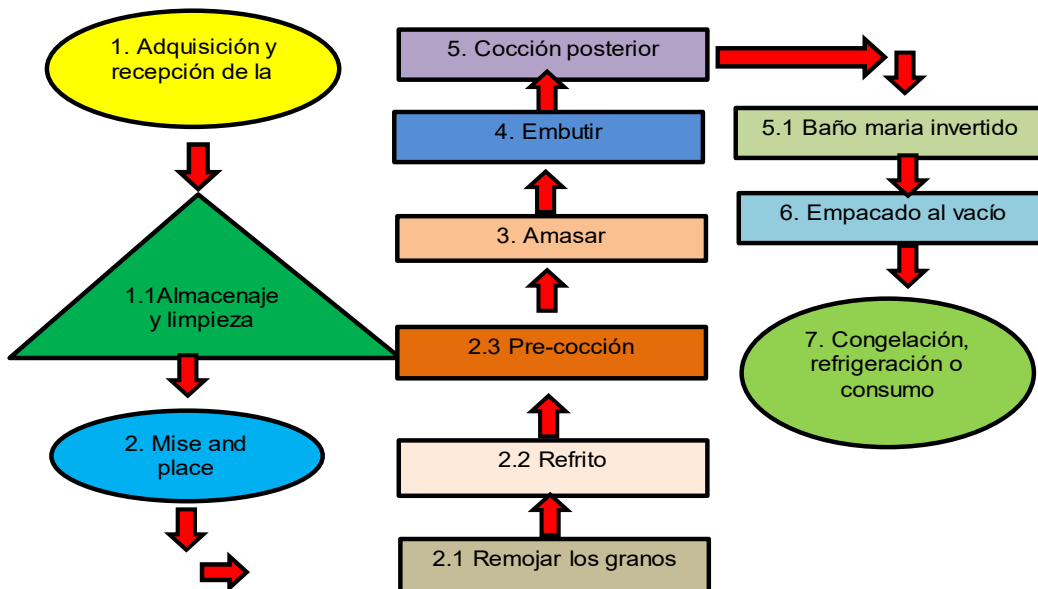 1. Adquisición y
recepción de la
1.1Almacenaje
y limpieza
2. Mise and
place
2.1 Remojar los granos
2.2 Refrito
2.3 Pre-cocción
3. Amasar
4. Embutir
5. Cocción posterior
5.1 Baño maria invertido
6. Empacado al vacío
7. Congelación,
refrigeración o
consumo